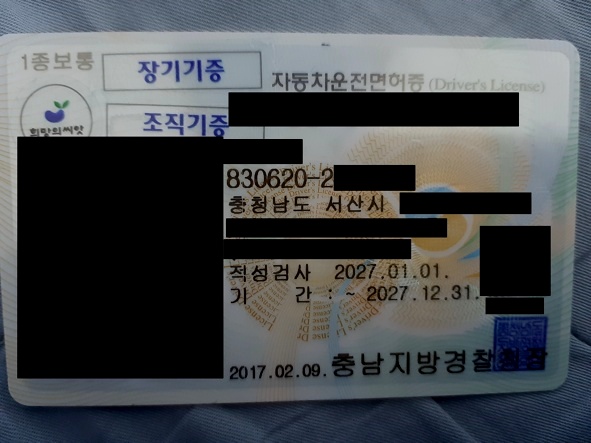 1종보통
장기기증
자동차운전면허증 (Driver's License)
희망의씨앗
조직기증
830620-2
충청남도 서산시
적성검사 2027.01.01.
기 간 : ~ 2027.12.31.
2017.02.09. 충남지방경찰청장